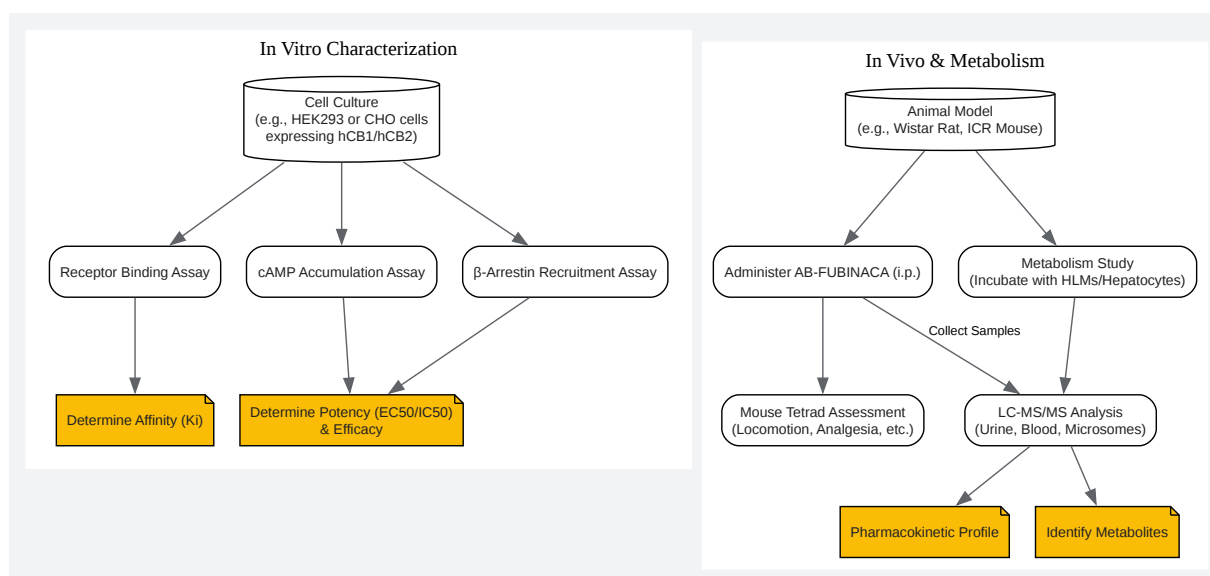 In Vitro Characterization
Cell Culture
(e.g., HEK293 or CHO cells
expressing hCB1/hCB2)
Receptor Binding Assay
cAMP Accumulation Assay
β-Arrestin Recruitment Assay
Determine Affinity (Ki)
Determine Potency (EC50/IC50)
& Efficacy
In Vivo & Metabolism
Animal Model
(e.g., Wistar Rat, ICR Mouse)
Administer AB-FUBINACA (i.p.)
Metabolism Study
(Incubate with HLMs/Hepatocytes)
Collect Samples
Mouse Tetrad Assessment
(Locomotion, Analgesia, etc.)
LC-MS/MS Analysis
(Urine, Blood, Microsomes)
Pharmacokinetic Profile
Identify Metabolites